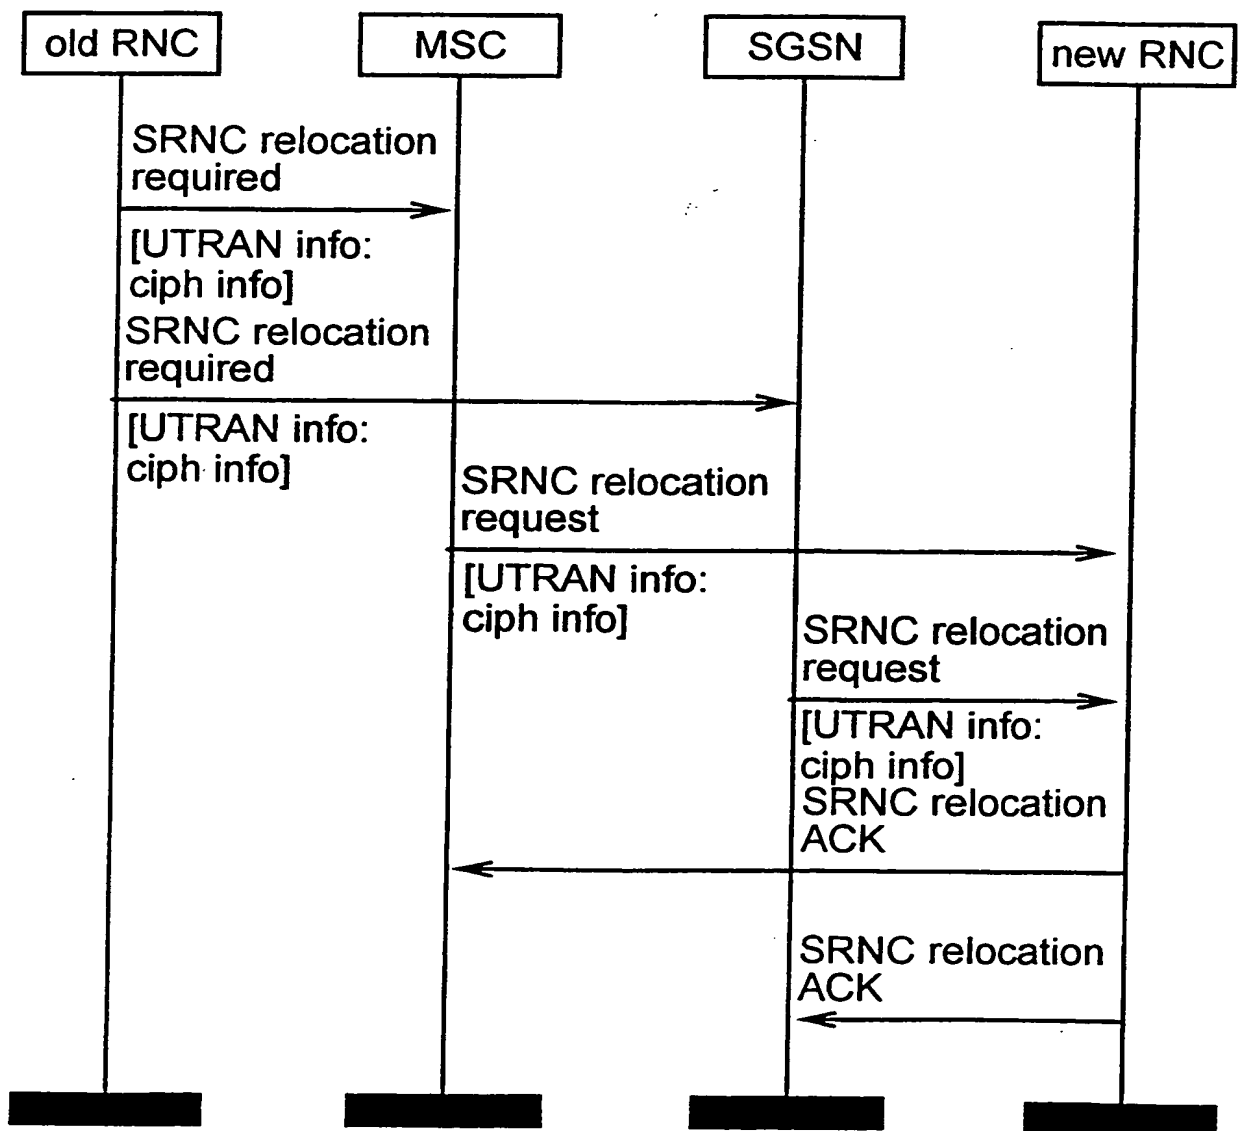 old RNC
MSC
SGSN
new RNC
SRNC relocation
required
[UTRAN info:
ciph info]
SRNC relocation
required
[UTRAN info:
ciph info]
SRNC relocation
request
[UTRAN info:
ciph info]
SRNC relocation
request
[UTRAN info:
ciph info]
SRNC relocation
ACK
SRNC relocation
ACK